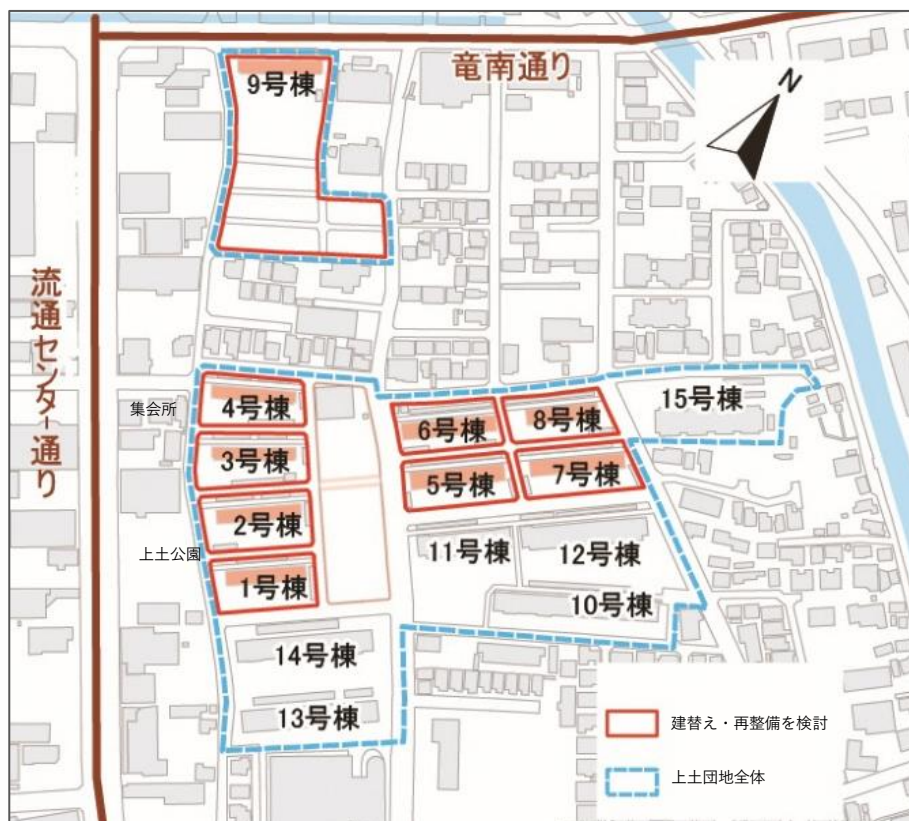 竜南通り
9号棟
N
流通センター通り
集会所
4号棟
6号棟
8号棟
15号棟
3号棟
5号棟
7号棟
上土公園
2号棟
11号棟
12号棟
1号棟
10号棟
14号棟
13号棟
建替え・再整備を検討
上土団地全体